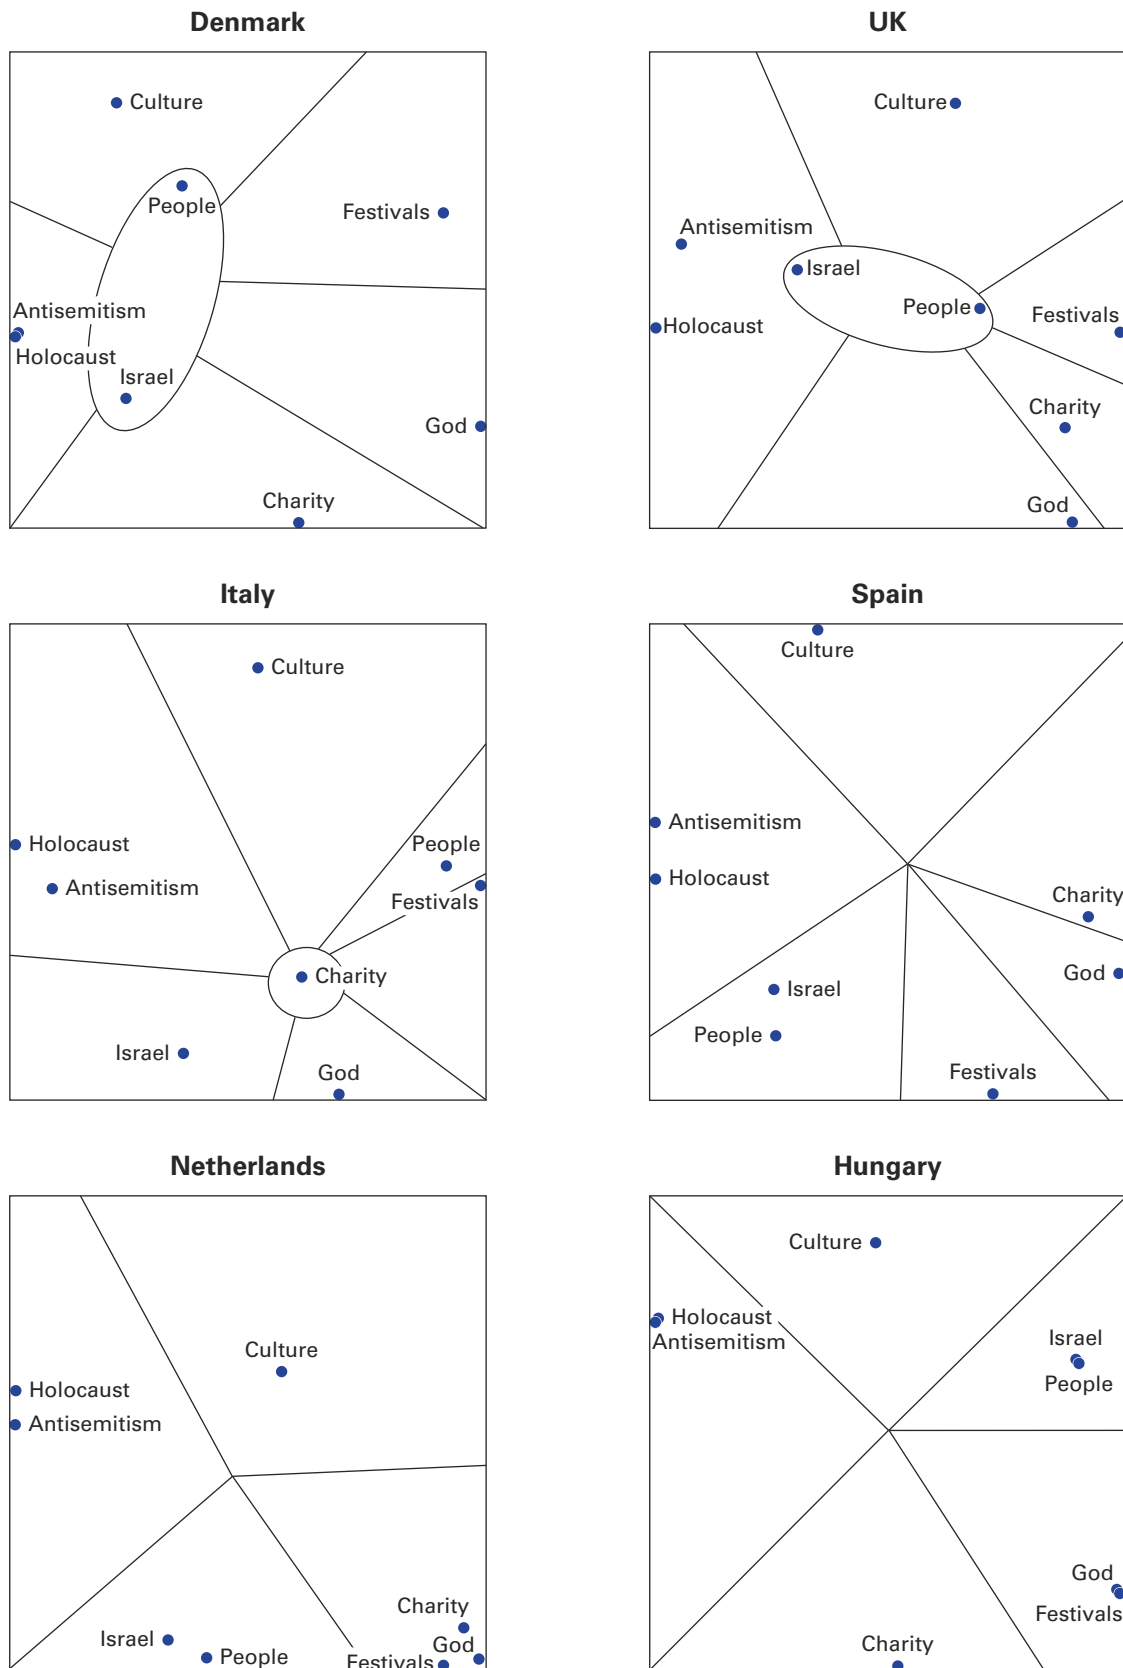 Denmark
Culture
People
Festivals
Antisemitism
Holocaust
Israel
God
Charity
UK
Culture
Antisemitism
Israel
People
Holocaust
Festivals
Charity
God
Italy
Culture
Holocaust
People
Antisemitism
Festivals
Charity
Israel
God
Spain
Culture
Antisemitism
Holocaust
Charity
God
Israel
People
Festivals
Netherlands
Culture
Holocaust
Antisemitism
Charity
Israel
God
People
Festivals
Hungary
Culture
Holocaust
Antisemitism
Israel
People
God
Festivals
Charity